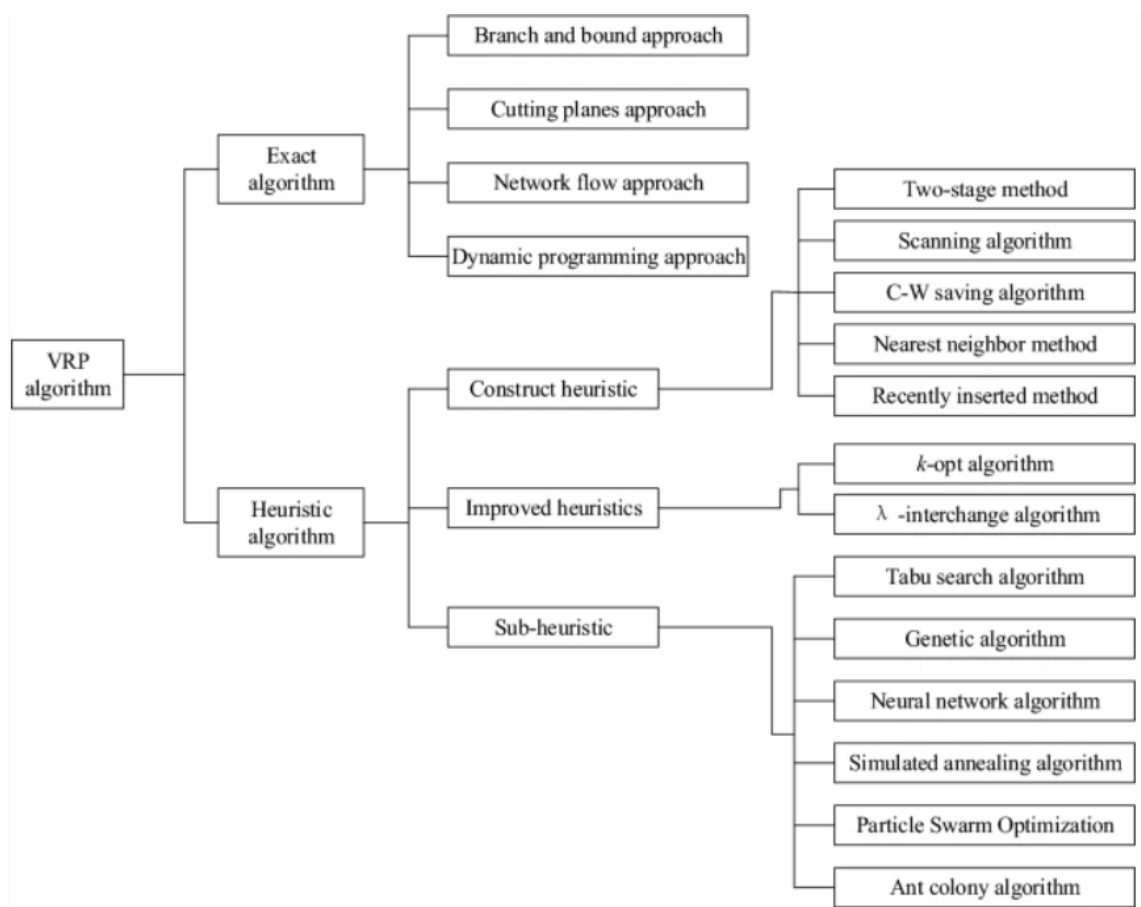 VRP
algorithm
Exact
algorithm
Branch and bound approach
Cutting planes approach
Network flow approach
Dynamic programming approach
Heuristic
algorithm
Construct heuristic
Two-stage method
Scanning algorithm
C-W saving algorithm
Nearest neighbor method
Recently inserted method
Improved heuristics
k-opt algorithm
λ -interchange algorithm
Sub-heuristic
Tabu search algorithm
Genetic algorithm
Neural network algorithm
Simulated annealing algorithm
Particle Swarm Optimization
Ant colony algorithm